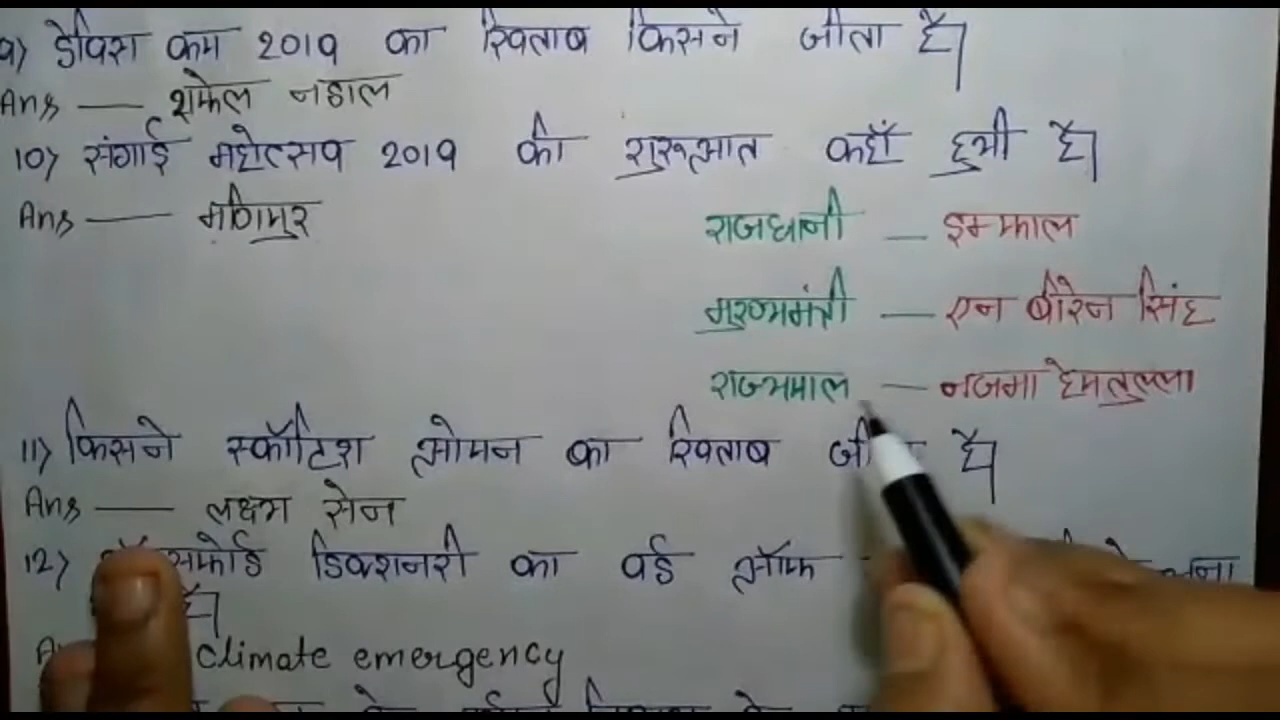 9) डेविस कप 2019 का खिताब किसने जीता है।
Ans — राफेल नडाल
10) संगाई महोत्सव 2019 की शुरूआत कहाँ हुयी है।
Ans — मणिपुर
राजधानी — इम्फाल
मुख्यमंत्री — एन बीरेन सिंह
राज्यपाल — नजमा हेपतुल्ला
11) किसने स्कॉटिश ओपन का खिताब है।
Ans — लक्ष्य सेन
12) डिक्शनरी का वर्ड ऑफ
है।
climate emergency